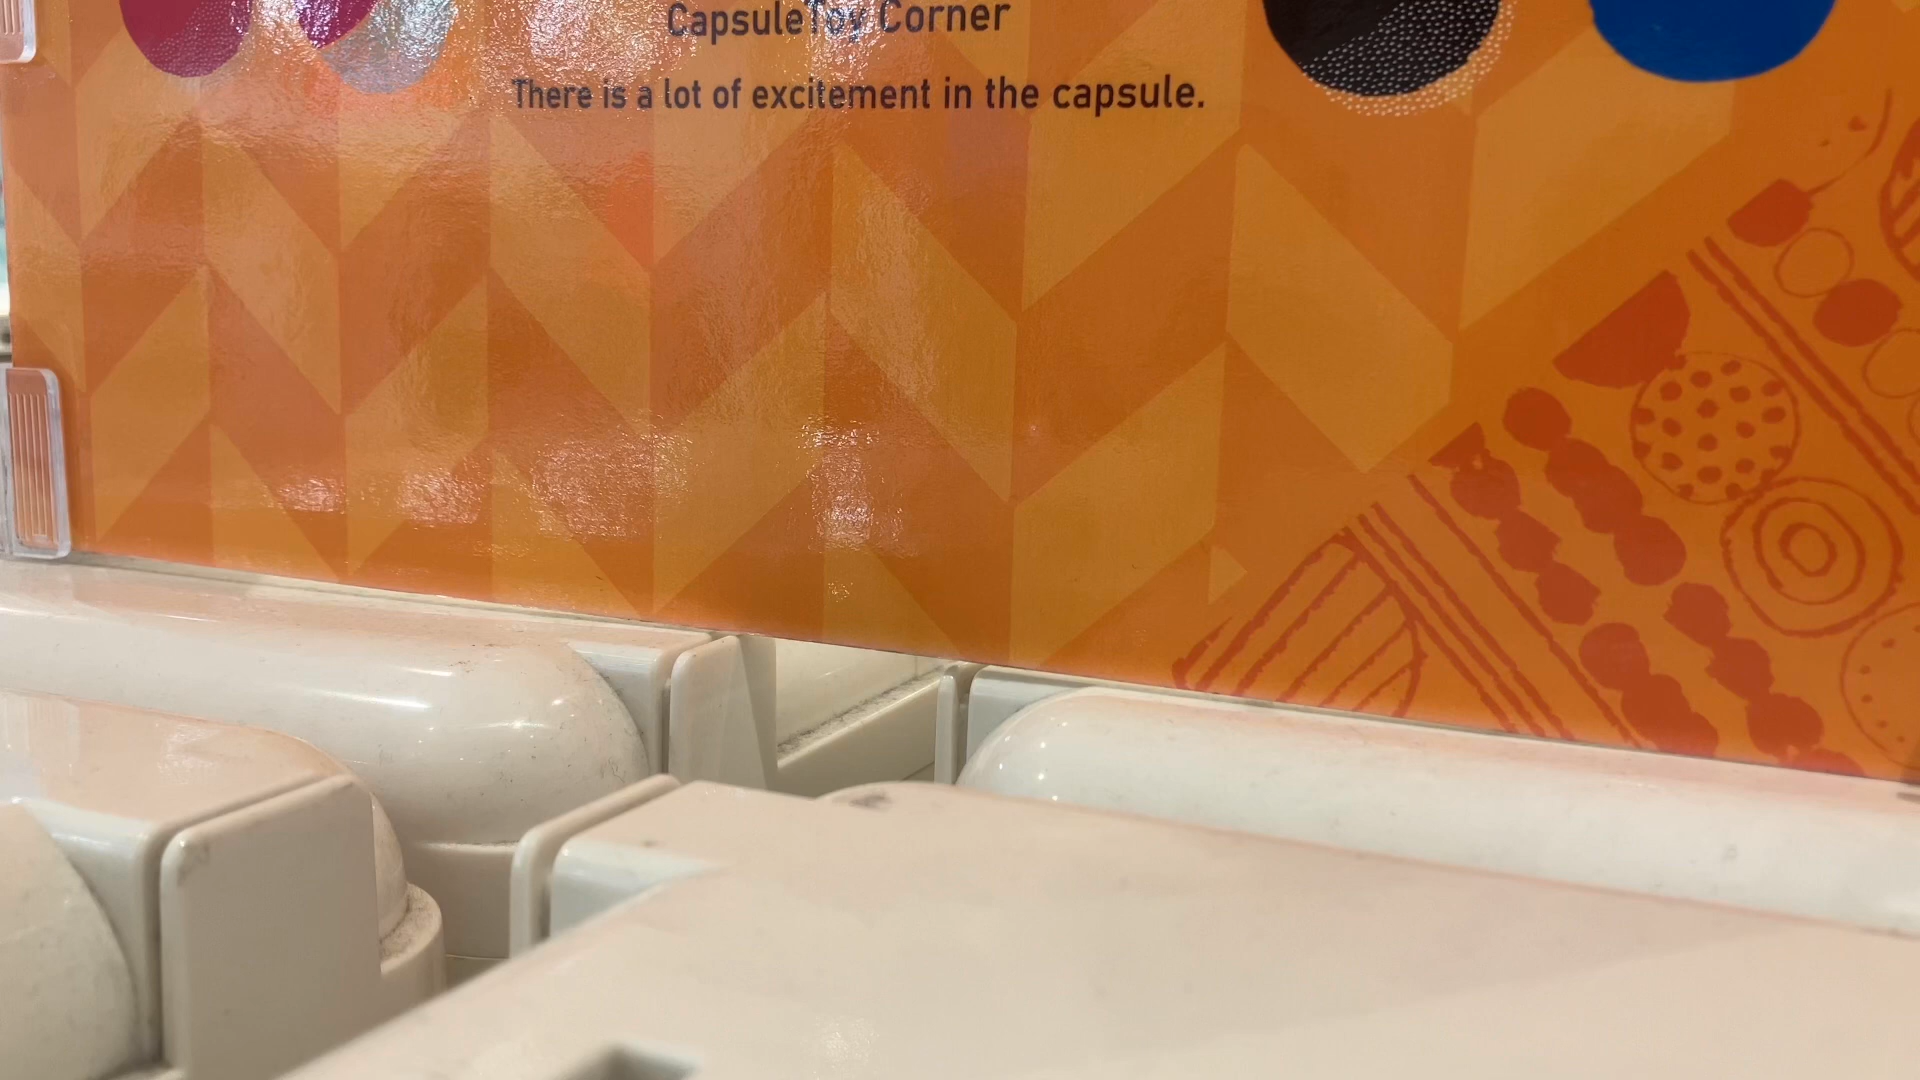 CapsuleToy Corner
There is a lot of excitement in the capsule.